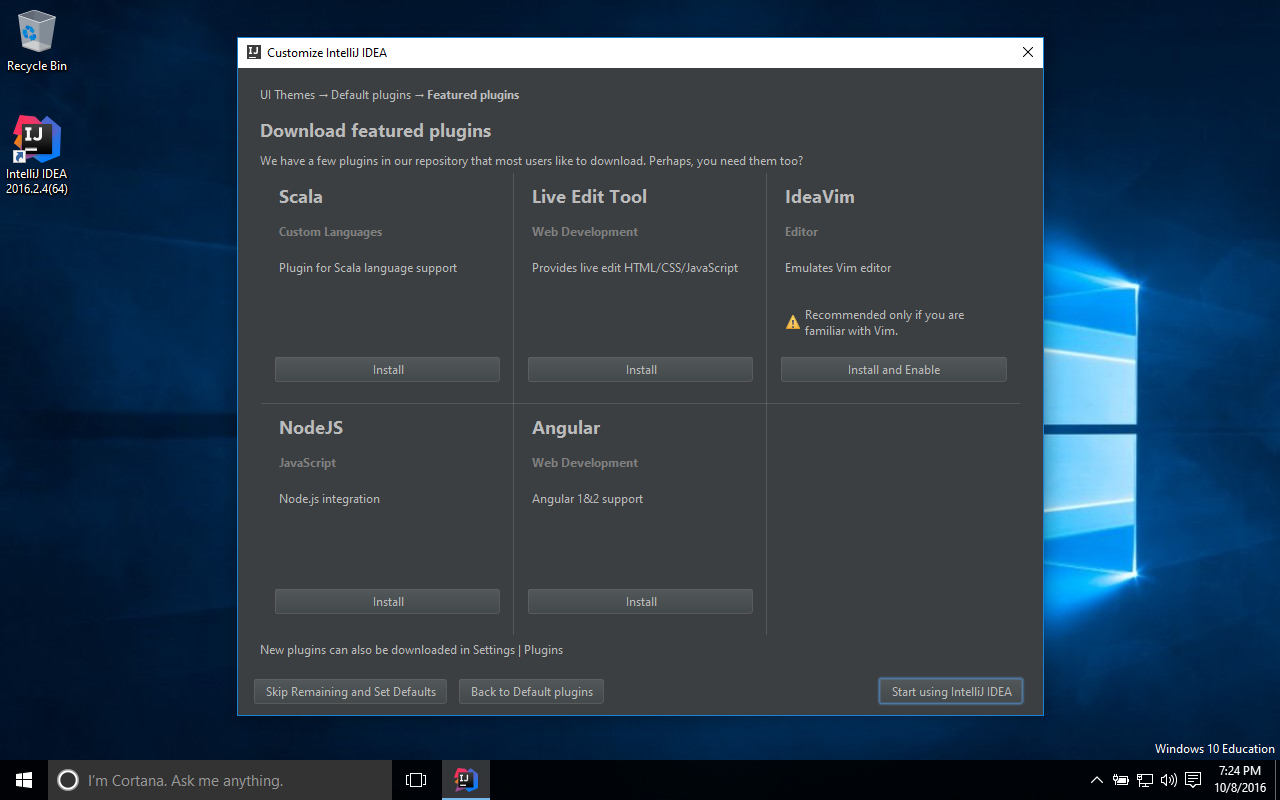 Recycle Bin
IntelliJ IDEA
2016.2.4(64)
Customize IntelliJ IDEA
UI Themes → Default plugins → Featured plugins
Download featured plugins
We have a few plugins in our repository that most users like to download. Perhaps, you need them too?
Scala
Custom Languages
Plugin for Scala language support
Install
Live Edit Tool
Web Development
Provides live edit HTML/CSS/JavaScript
Install
IdeaVim
Editor
Emulates Vim editor
Recommended only if you are
familiar with Vim.
Install and Enable
NodeJS
JavaScript
Node.js integration
Install
Angular
Web Development
Angular 1&2 support
Install
New plugins can also be downloaded in Settings | Plugins
Skip Remaining and Set Defaults
Back to Default plugins
Start using IntelliJ IDEA
Windows 10 Education
I'm Cortana. Ask me anything.
7:24 PM
10/8/2016